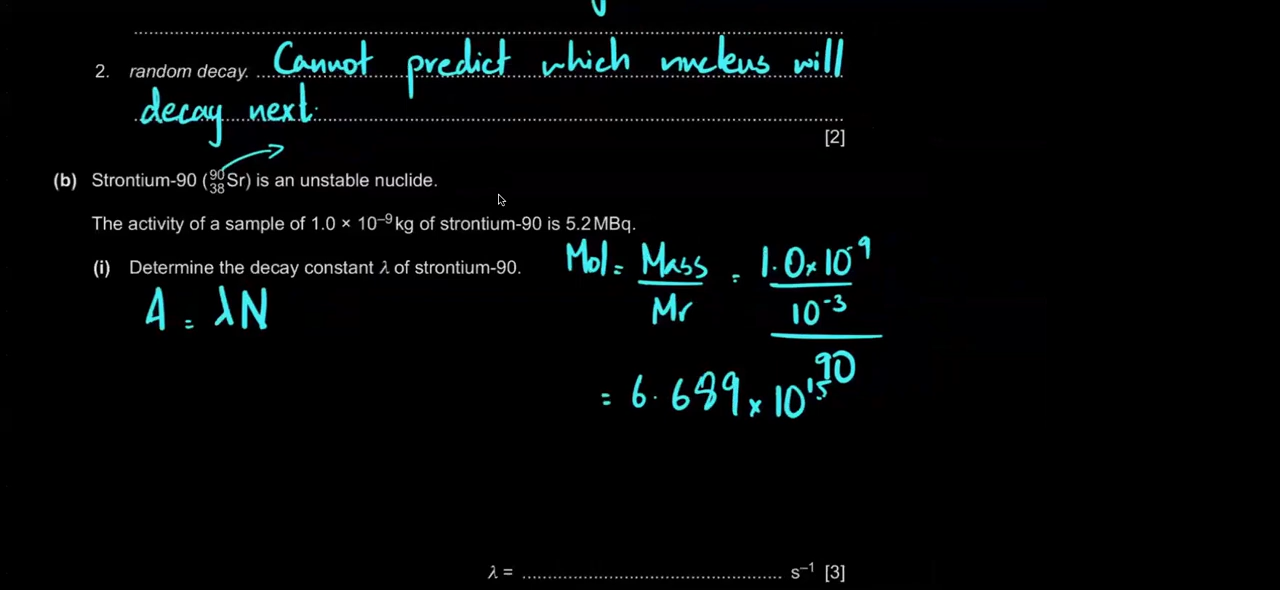 2. random decay. Cannot predict which nucleus will
decay next.
[2]
(b) Strontium-90 (⁹⁰₃₈Sr) is an unstable nuclide.
The activity of a sample of 1.0 × 10⁻⁹ kg of strontium-90 is 5.2 MBq.
(i) Determine the decay constant λ of strontium-90.
Mol = Mass / Mr = 1.0 × 10⁻⁹ / 10⁻³ / 90
A = λN
= 6.689 × 10¹⁵
λ = ............................................... s⁻¹ [3]